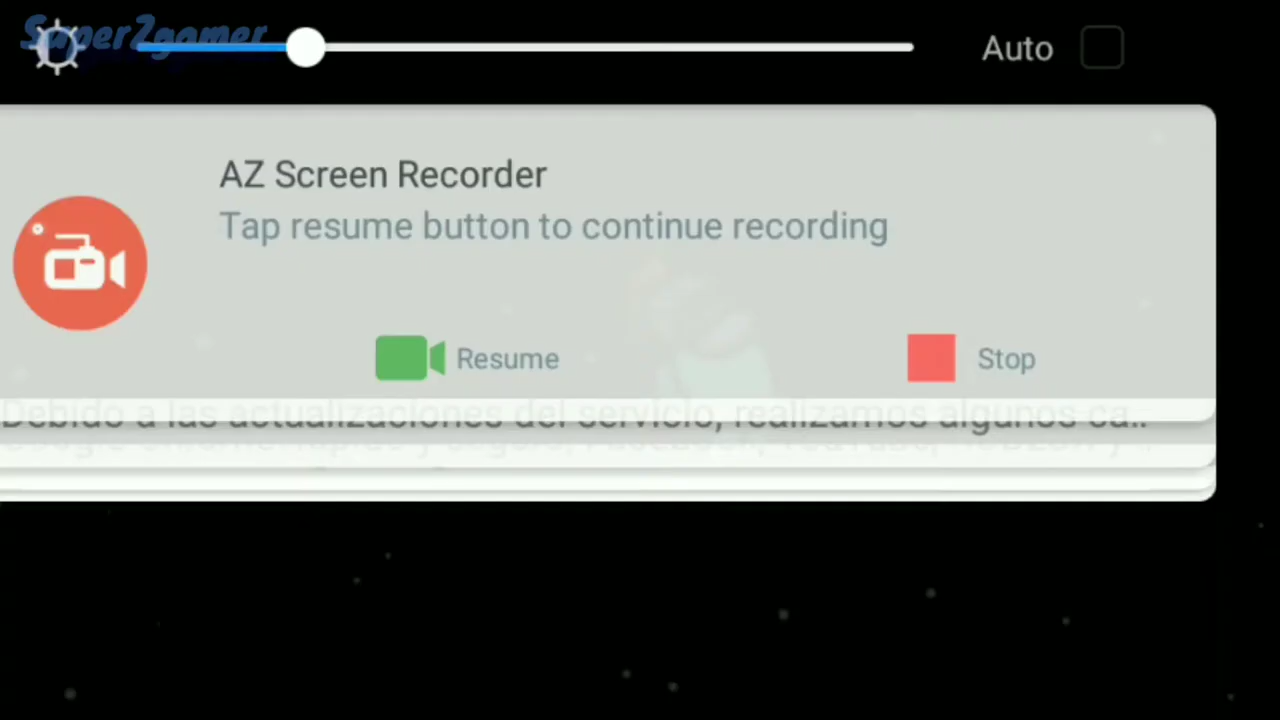 Super2gamer
Auto
AZ Screen Recorder
Tap resume button to continue recording
Resume
Stop
Debido a las actualizaciones del servicio, realizamos algunos ca...